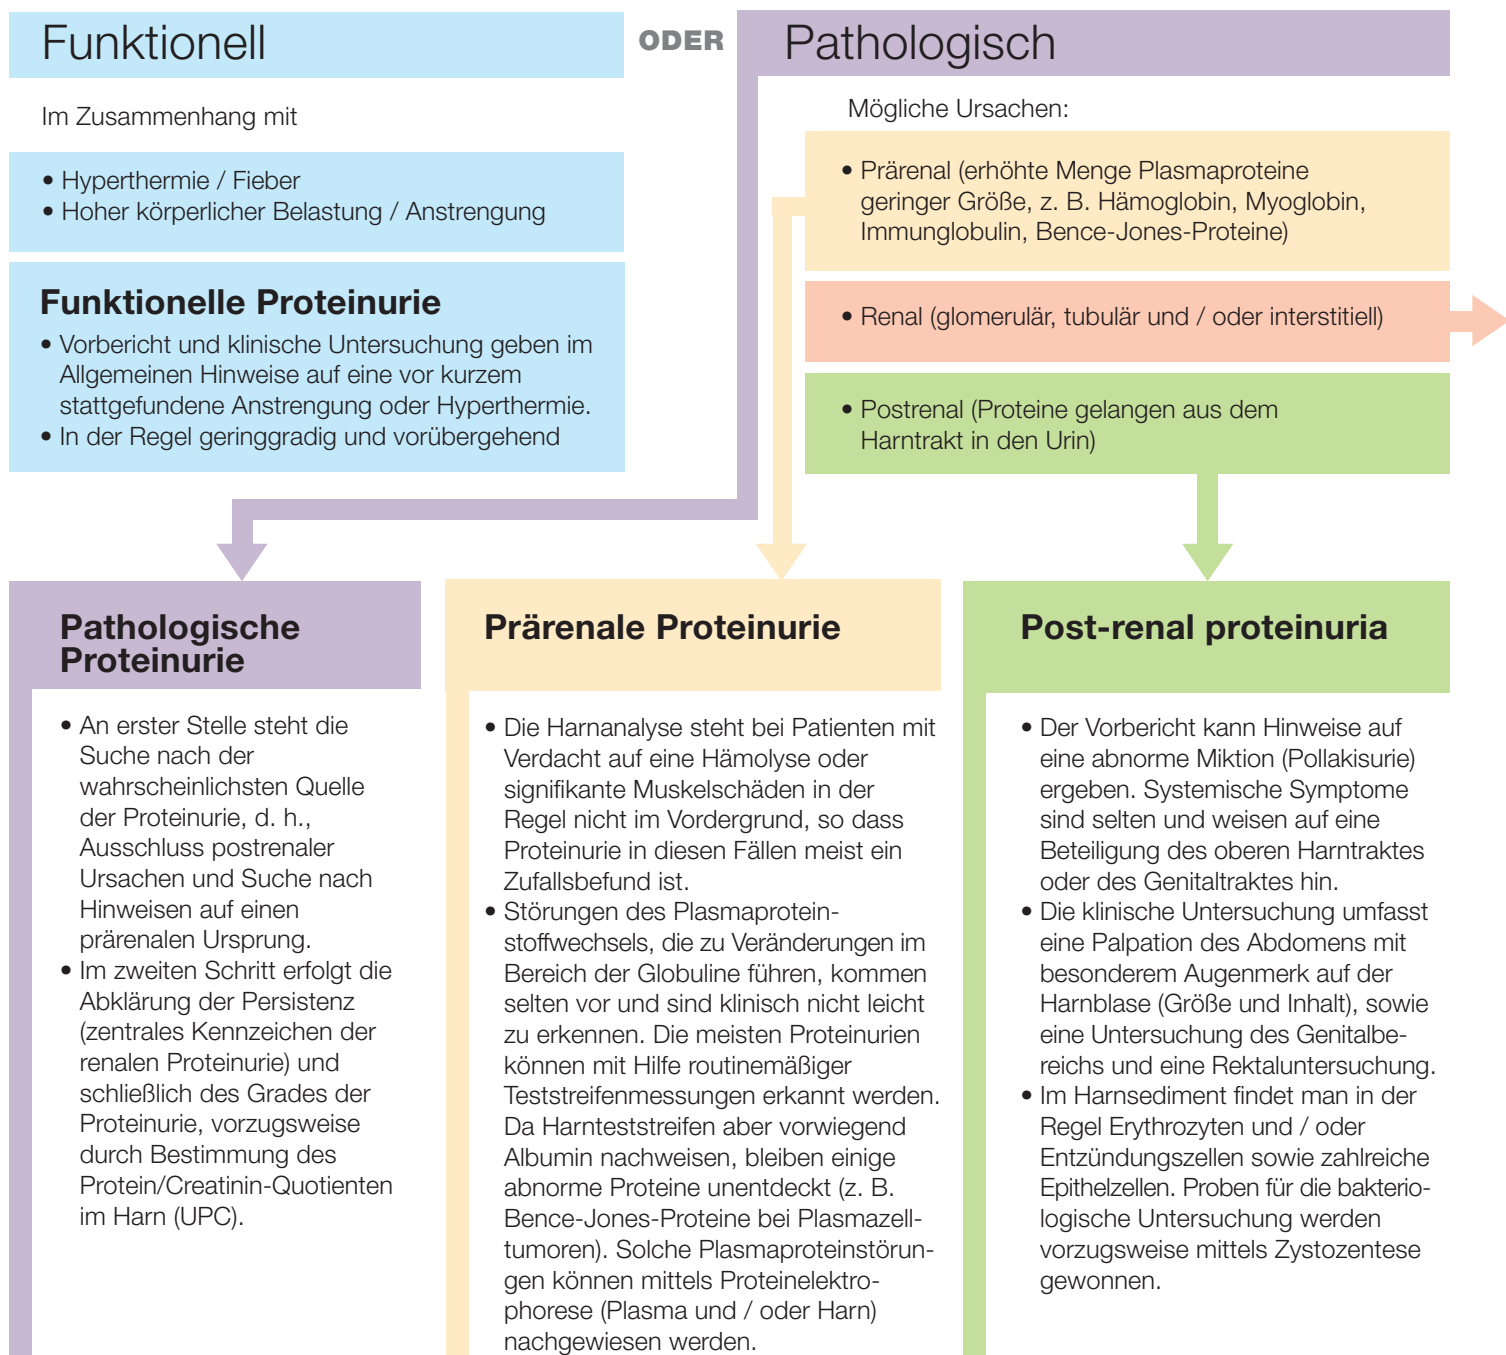 Funktionell
ODER
Pathologisch
Im Zusammenhang mit
• Hyperthermie / Fieber
• Hoher körperlicher Belastung / Anstrengung
Funktionelle Proteinurie
• Vorbericht und klinische Untersuchung geben im
Allgemeinen Hinweise auf eine vor kurzem
stattgefundene Anstrengung oder Hyperthermie.
• In der Regel geringgradig und vorübergehend
Mögliche Ursachen:
• Prärenal (erhöhte Menge Plasmaproteine
geringer Größe, z. B. Hämoglobin, Myoglobin,
Immunglobulin, Bence-Jones-Proteine)
• Renal (glomerulär, tubulär und / oder interstitiell)
• Postrenal (Proteine gelangen aus dem
Harntrakt in den Urin)
Pathologische
Proteinurie
• An erster Stelle steht die
Suche nach der
wahrscheinlichsten Quelle
der Proteinurie, d. h.,
Ausschluss postrenaler
Ursachen und Suche nach
Hinweisen auf einen
prärenalen Ursprung.
• Im zweiten Schritt erfolgt die
Abklärung der Persistenz
(zentrales Kennzeichen der
renalen Proteinurie) und
schließlich des Grades der
Proteinurie, vorzugsweise
durch Bestimmung des
Protein/Creatinin-Quotienten
im Harn (UPC).
Prärenale Proteinurie
• Die Harnanalyse steht bei Patienten mit
Verdacht auf eine Hämolyse oder
signifikante Muskelschäden in der
Regel nicht im Vordergrund, so dass
Proteinurie in diesen Fällen meist ein
Zufallsbefund ist.
• Störungen des Plasmaprotein-
stoffwechsels, die zu Veränderungen im
Bereich der Globuline führen, kommen
selten vor und sind klinisch nicht leicht
zu erkennen. Die meisten Proteinurien
können mit Hilfe routinemäßiger
Teststreifenmessungen erkannt werden.
Da Harnteststreifen aber vorwiegend
Albumin nachweisen, bleiben einige
abnorme Proteine unentdeckt (z. B.
Bence-Jones-Proteine bei Plasmazell-
tumoren). Solche Plasmaproteinstörun-
gen können mittels Proteinelektro-
phorese (Plasma und / oder Harn)
nachgewiesen werden.
Post-renal proteinuria
• Der Vorbericht kann Hinweise auf
eine abnorme Miktion (Pollakisurie)
ergeben. Systemische Symptome
sind selten und weisen auf eine
Beteiligung des oberen Harntraktes
oder des Genitaltraktes hin.
• Die klinische Untersuchung umfasst
eine Palpation des Abdomens mit
besonderem Augenmerk auf der
Harnblase (Größe und Inhalt), sowie
eine Untersuchung des Genitalbe-
reichs und eine Rektaluntersuchung.
• Im Harnsediment findet man in der
Regel Erythrozyten und / oder
Entzündungszellen sowie zahlreiche
Epithelzellen. Proben für die bakterio-
logische Untersuchung werden
vorzugsweise mittels Zystozentese
gewonnen.